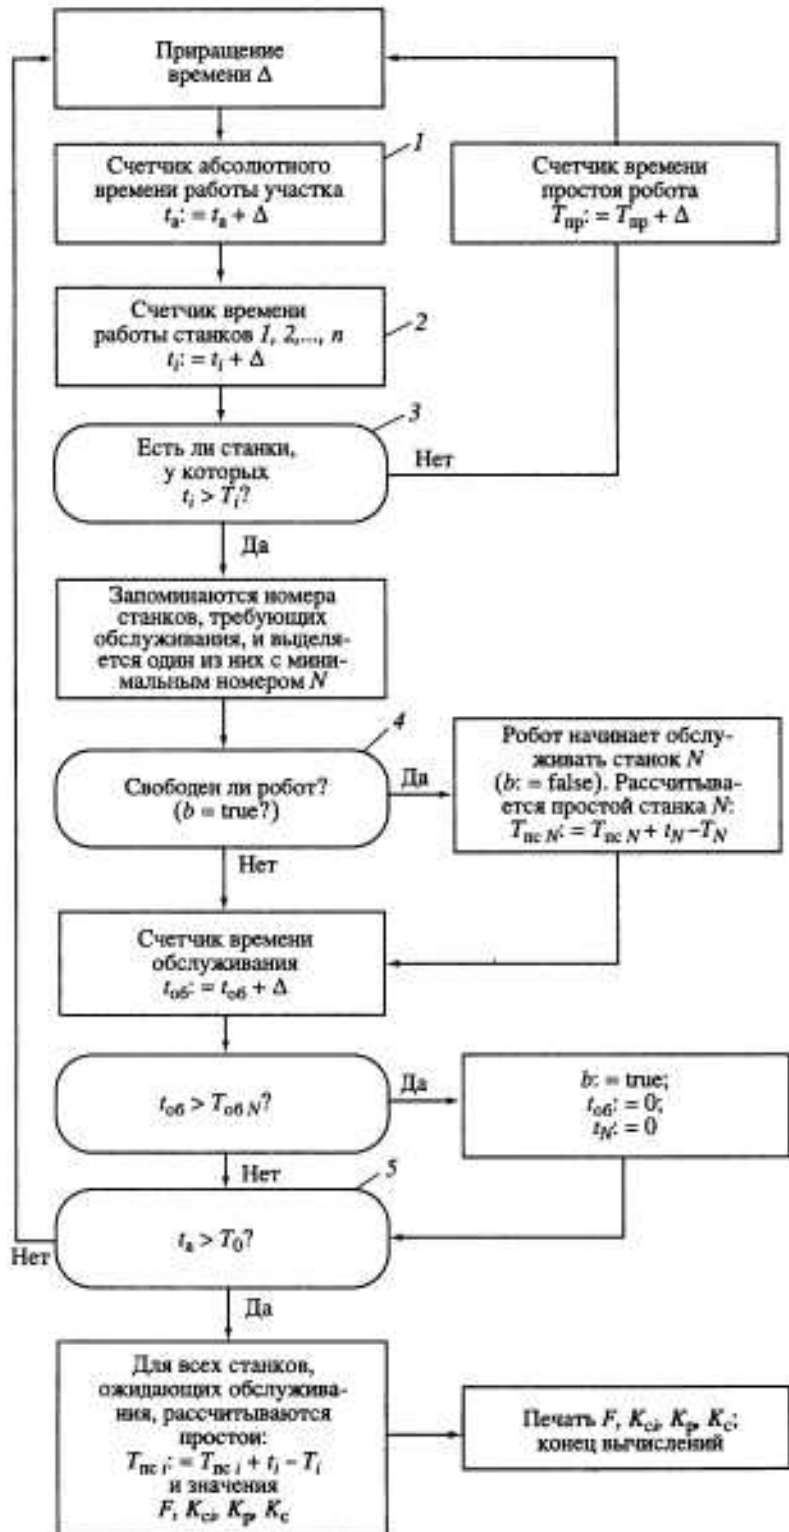 Приращение
времени Δ
1
Счетчик абсолютного
времени работы участка
tа: = tа + Δ
Счетчик времени
простоя робота
Tпр: = Tпр + Δ
2
Счетчик времени
работы станков 1, 2,..., n
ti: = ti + Δ
3
Есть ли станки,
у которых
ti > Ti?
Нет
Да
Запоминаются номера
станков, требующих
обслуживания, и выделя-
ется один из них с мини-
мальным номером N
4
Свободен ли робот?
(b = true?)
Да
Робот начинает обслу-
живать станок N
(b: = false). Рассчитыва-
ется простой станка N:
Tпс N: = Tпс N + tN – TN
Нет
Счетчик времени
обслуживания
tоб: = tоб + Δ
tоб > Tоб N?
Да
b: = true;
tоб: = 0;
tN: = 0
Нет
5
tа > T0?
Нет
Да
Для всех станков,
ожидающих обслужива-
ния, рассчитываются
простои:
Tпс i: = Tпс i + ti – Ti
и значения
F, Kсi, Kр, Kс
Печать F, Kсi, Kр, Kс;
конец вычислений